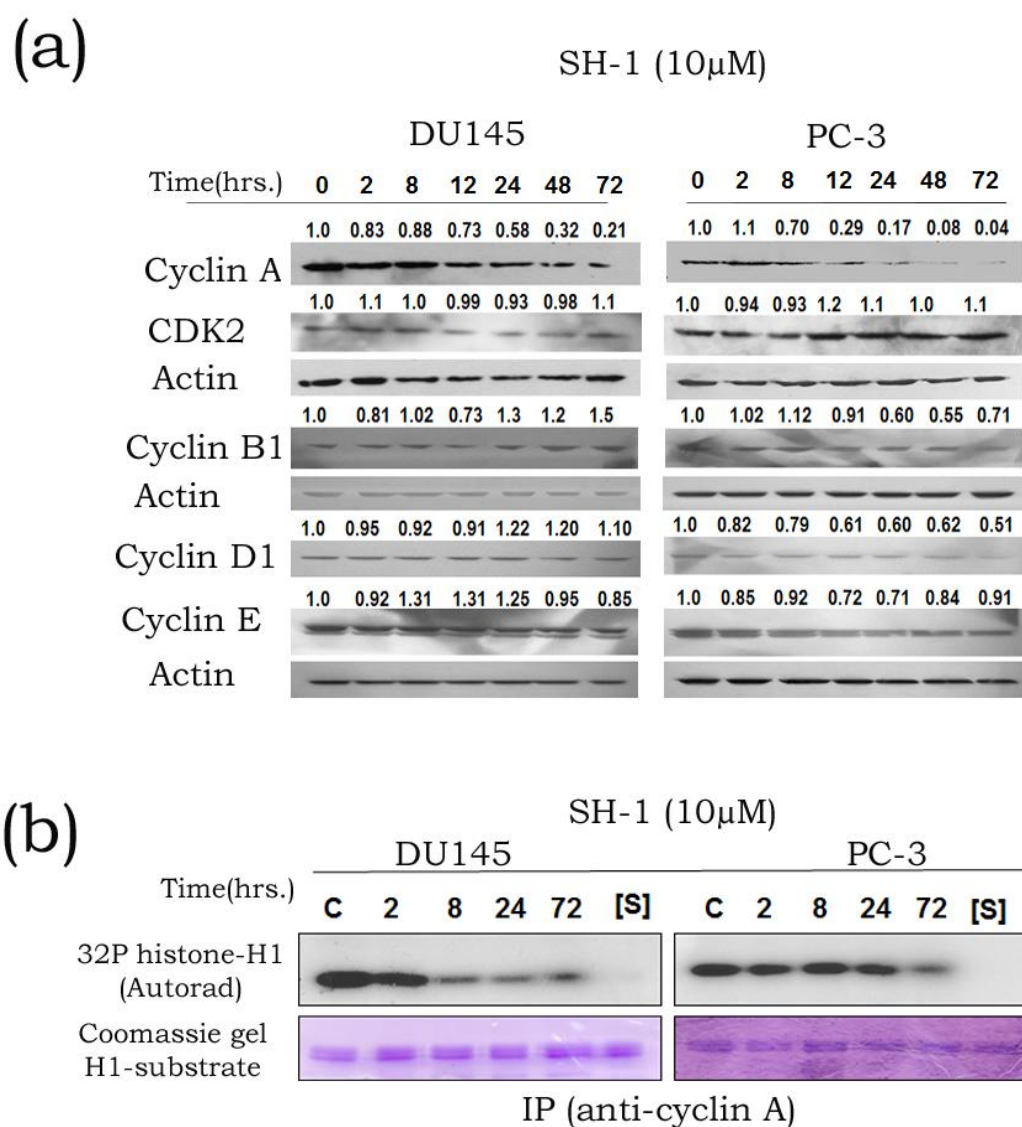 (a)
SH-1 (10µM)
DU145 PC-3
Time(hrs.) 0 2 8 12 24 48 72 0 2 8 12 24 48 72
1.0 0.83 0.88 0.73 0.58 0.32 0.21 1.0 1.1 0.70 0.29 0.17 0.08 0.04
Cyclin A
1.0 1.1 1.0 0.99 0.93 0.98 1.1 1.0 0.94 0.93 1.2 1.1 1.0 1.1
CDK2
Actin
1.0 0.81 1.02 0.73 1.3 1.2 1.5 1.0 1.02 1.12 0.91 0.60 0.55 0.71
Cyclin B1
Actin
1.0 0.95 0.92 0.91 1.22 1.20 1.10 1.0 0.82 0.79 0.61 0.60 0.62 0.51
Cyclin D1
1.0 0.92 1.31 1.31 1.25 0.95 0.85 1.0 0.85 0.92 0.72 0.71 0.84 0.91
Cyclin E
Actin
(b)
SH-1 (10µM)
DU145 PC-3
Time(hrs.) C 2 8 24 72 [S] C 2 8 24 72 [S]
32P histone-H1
(Autorad)
Coomassie gel
H1-substrate
IP (anti-cyclin A)